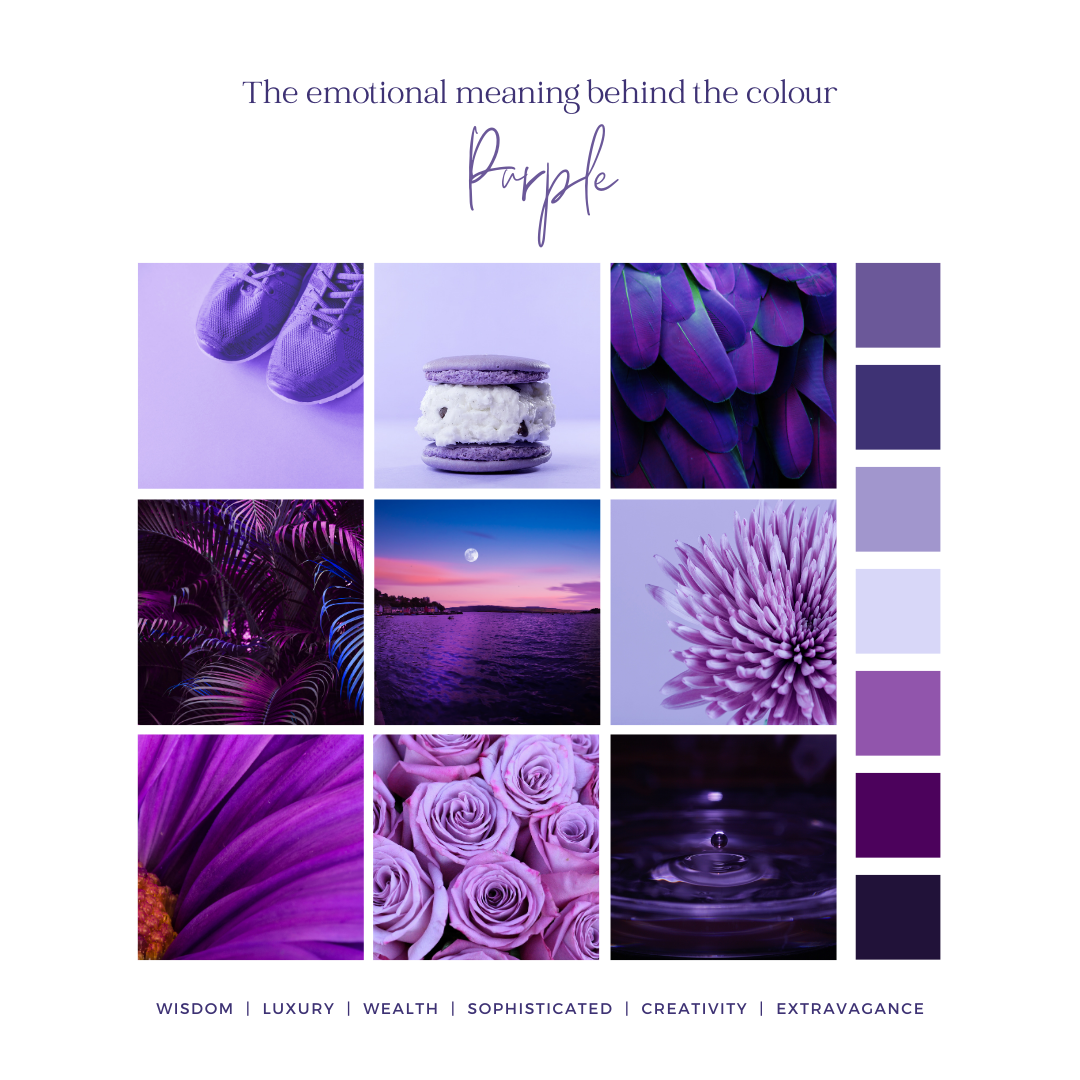 The emotional meaning behind the colour
Purple
WISDOM | LUXURY | WEALTH | SOPHISTICATED | CREATIVITY | EXTRAVAGANCE